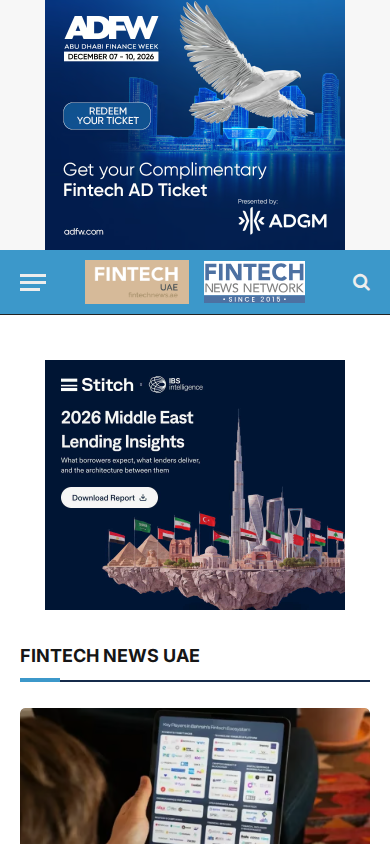 ADFW
ABU DHABI FINANCE WEEK
DECEMBER 07 - 10, 2026
REDEEM
YOUR TICKET
Get your Complimentary
Fintech AD Ticket
Presented by:
ADGM
adfw.com
FINTECH
UAE
fintechnews.ae
FINTECH
NEWS NETWORK
• SINCE 2015 •
Stitch
IBS
intelligence
2026 Middle East
Lending Insights
What borrowers expect, what lenders deliver,
and the architecture between them
Download Report
FINTECH NEWS UAE